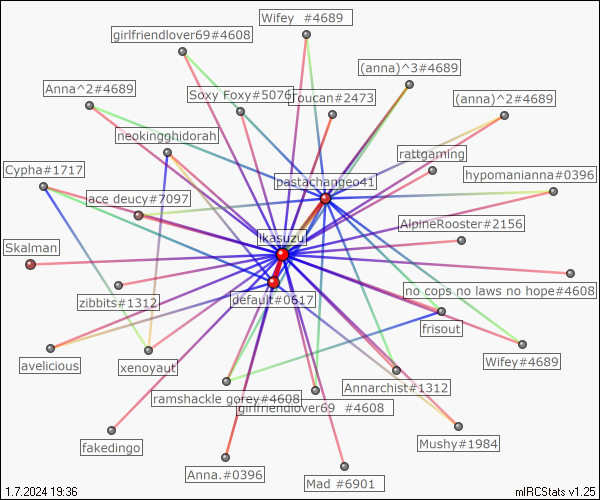 Wifey  #4689
girlfriendlover69#4608
(anna)^3#4689
Anna^2#4689
Soxy Foxy#5076
Toucan#2473
(anna)^2#4689
neokingghidorah
rattgaming
Cypha#1717
pastachangeo41
hypomanianna#0396
ace deucy#7097
AlpineRooster#2156
ikasuzu
Skalman
no cops no laws no hope#4608
zibbits#1312
default#0617
frisout
avelicious
xenoyaut
Wifey#4689
Annarchist#1312
ramshackle gorey#4608
girlfriendlover69  #4608
fakedingo
Mushy#1984
Anna.#0396
Mad #6901
1.7.2024 19:36
mIRCStats v1.25